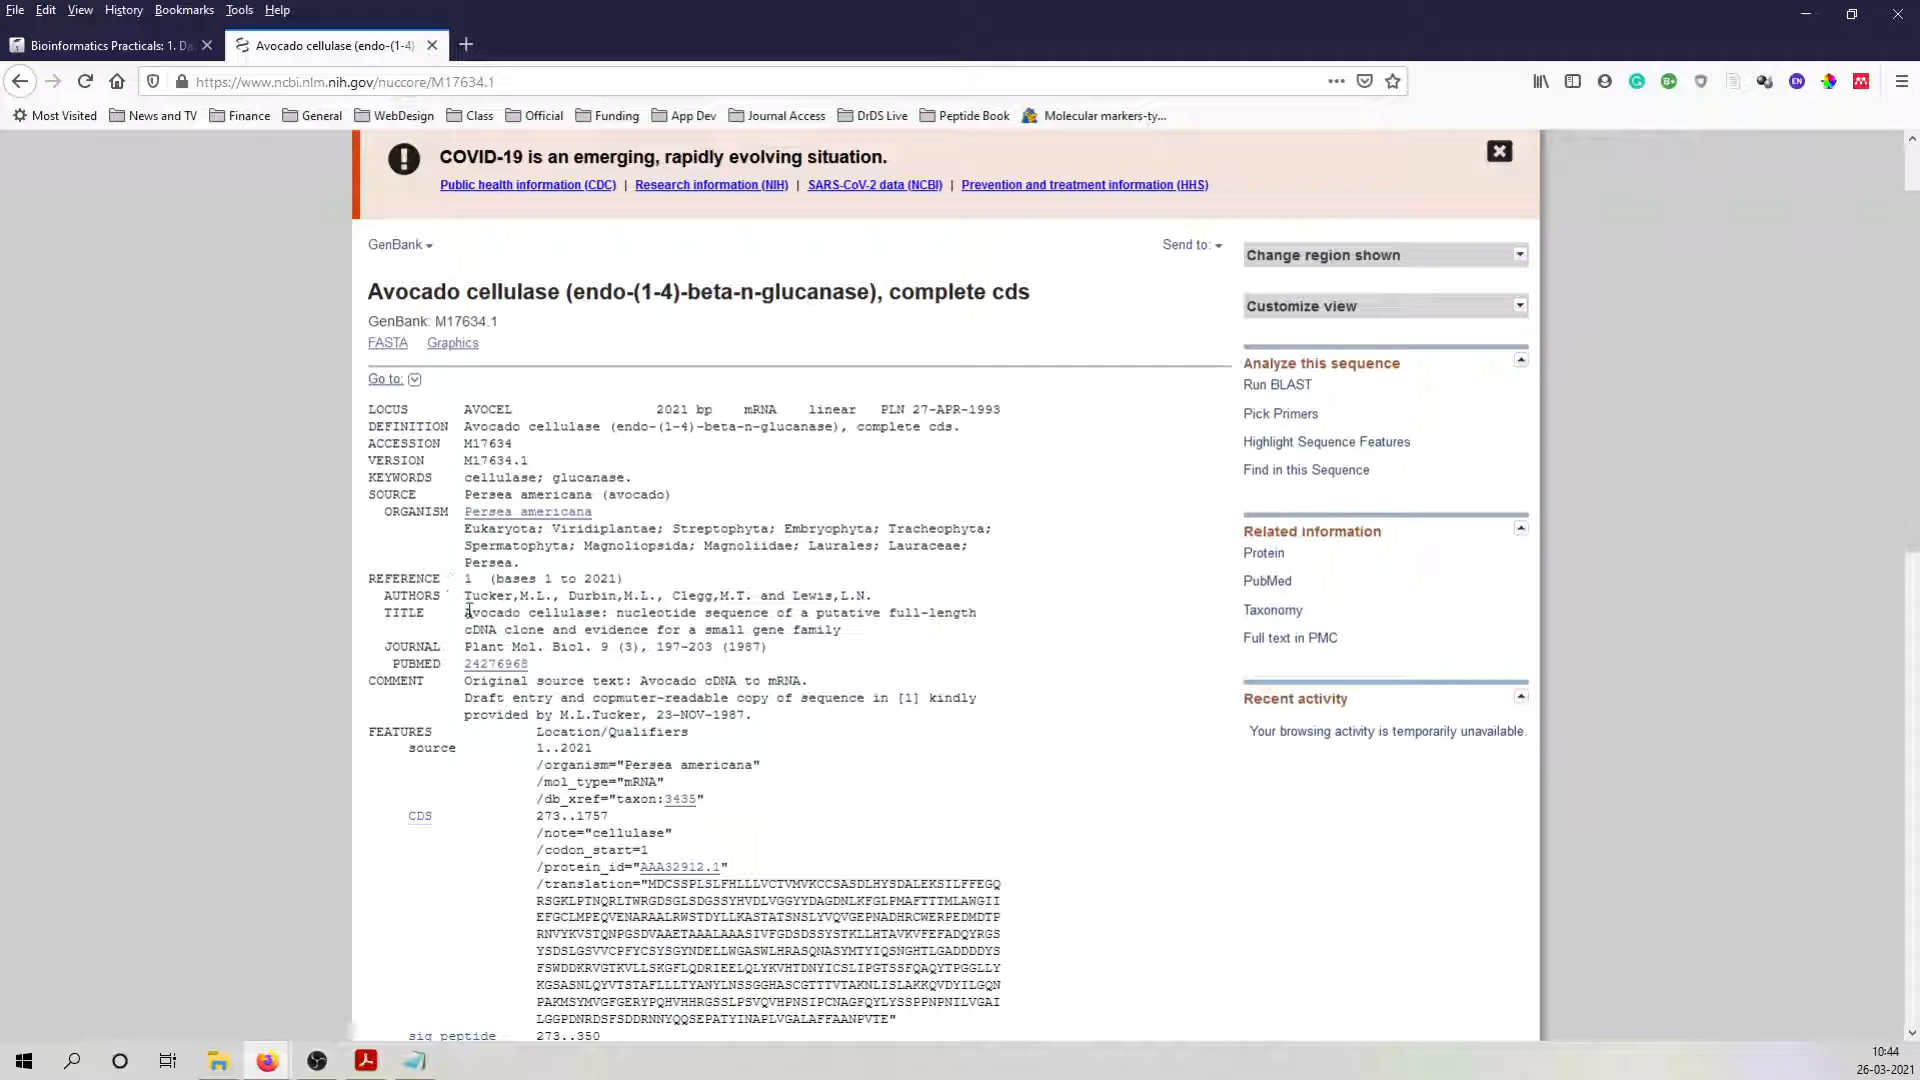 File Edit View History Bookmarks Tools Help
Bioinformatics Practicals: 1. Da
Avocado cellulase (endo-(1-4)
https://www.ncbi.nlm.nih.gov/nuccore/M17634.1
Most Visited News and TV Finance General WebDesign Class Official Funding App Dev Journal Access DrDS Live Peptide Book Molecular markers-ty...
COVID-19 is an emerging, rapidly evolving situation.
Public health information (CDC) | Research information (NIH) | SARS-CoV-2 data (NCBI) | Prevention and treatment information (HHS)
GenBank
Send to:
Avocado cellulase (endo-(1-4)-beta-n-glucanase), complete cds
GenBank: M17634.1
FASTA Graphics
Go to:
LOCUS AVOCEL 2021 bp mRNA linear PLN 27-APR-1993
DEFINITION Avocado cellulase (endo-(1-4)-beta-n-glucanase), complete cds.
ACCESSION M17634
VERSION M17634.1
KEYWORDS cellulase; glucanase.
SOURCE Persea americana (avocado)
ORGANISM Persea americana
Eukaryota; Viridiplantae; Streptophyta; Embryophyta; Tracheophyta;
Spermatophyta; Magnoliopsida; Magnoliidae; Laurales; Lauraceae;
Persea.
REFERENCE 1 (bases 1 to 2021)
AUTHORS Tucker,M.L., Durbin,M.L., Clegg,M.T. and Lewis,L.N.
TITLE Avocado cellulase: nucleotide sequence of a putative full-length
cDNA clone and evidence for a small gene family
JOURNAL Plant Mol. Biol. 9 (3), 197-203 (1987)
PUBMED 24276968
COMMENT Original source text: Avocado cDNA to mRNA.
Draft entry and copmuter-readable copy of sequence in [1] kindly
provided by M.L.Tucker, 23-NOV-1987.
FEATURES Location/Qualifiers
source 1..2021
/organism="Persea americana"
/mol_type="mRNA"
/db_xref="taxon:3435"
CDS 273..1757
/note="cellulase"
/codon_start=1
/protein_id="AAA32912.1"
/translation="MDCSSPLSLFHLLLVCTVMVKCCSASDLHYSDALEKSILFFEGQ
RSGKLPTNQRLTWRGDSGLSDGSSYHVDLVGGYYDAGDNLKFGLPMAFTTTMLAWGII
EFGCLMPEQVENARAALRWSTDYLLKASTATSNSLYVQVGEPNADHRCWERPEDMDTP
RNVYKVSTQNPGSDVAAETAAALAAASIVFGDSDSSYSTKLLHTAVKVFEFADQYRGS
YSDSLGSVVCPFYCSYSGYNDELLWGASWLHRASQNASYMTYIQSNGHTLGADDDDYS
FSWDDKRVGTKVLLSKGFLQDRIEELQLYKVHTDNYICSLIPGTSSFQAQYTPGGLLY
KGSASNLQYVTSTAFLLLTYANYLNSSGGHASCGTTTVTAKNLISLAKKQVDYILGQN
PAKMSYMVGFGERYPQHVHHRGSSLPSVQVHPNSIPCNAGFQYLYSSPPNPNILVGAI
LGGPDNRDSFSDDRNNYQQSEPATYINAPLVGALAFFAANPVTE"
sig_peptide 273..350
Change region shown
Customize view
Analyze this sequence
Run BLAST
Pick Primers
Highlight Sequence Features
Find in this Sequence
Related information
Protein
PubMed
Taxonomy
Full text in PMC
Recent activity
Your browsing activity is temporarily unavailable.
10:44
26-03-2021